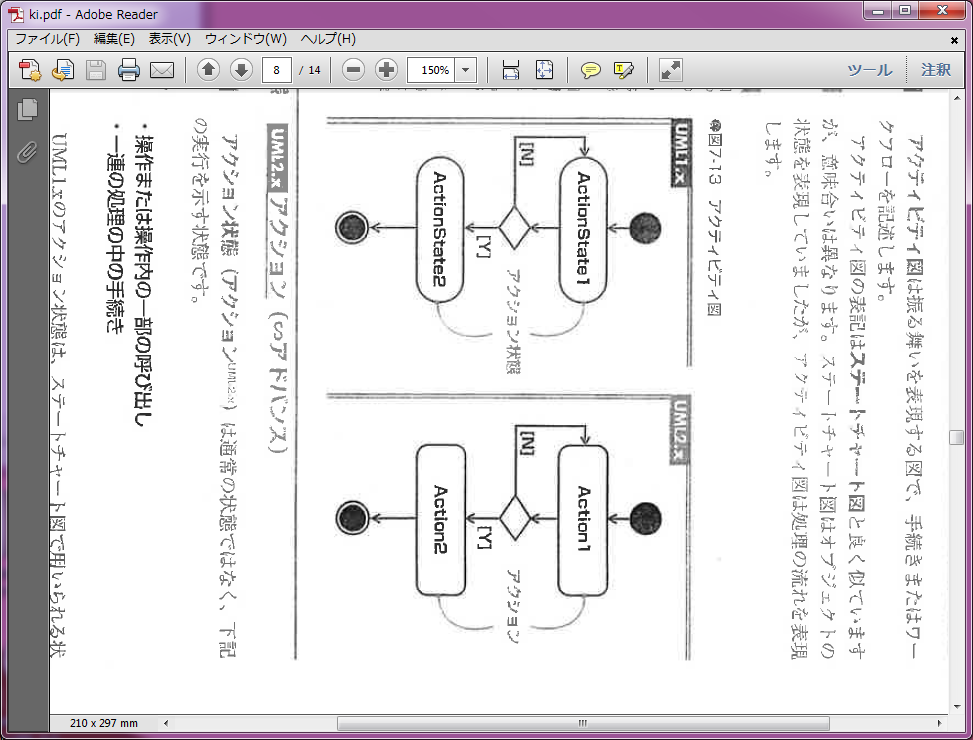 ki.pdf - Adobe Reader
ファイル(F) 編集(E) 表示(V) ウィンドウ(W) ヘルプ(H)
8 / 14 150% ツール 注釈
アクティビティ図は振る舞いを表現する図で、手続きまたはワー
クフローを記述します。
アクティビティ図の表記はステートチャート図と良く似ています
が、意味合いは異なります。ステートチャート図はオブジェクトの
状態を表現していましたが、アクティビティ図は処理の流れを表現
します。
図7-13 アクティビティ図
UML1.x
ActionState1
[N]
[Y]
アクション状態
ActionState2
UML2.x
Action1
[N]
[Y]
アクション
Action2
UML2.x アクション（∽アドバンス）
アクション状態（アクションUML2.x）は通常の状態ではなく、下記
の実行を示す状態です。
・操作または操作内の一部の呼び出し
・一連の処理の中の手続き
UML1.xのアクション状態は、ステートチャート図で用いられる状
210 x 297 mm